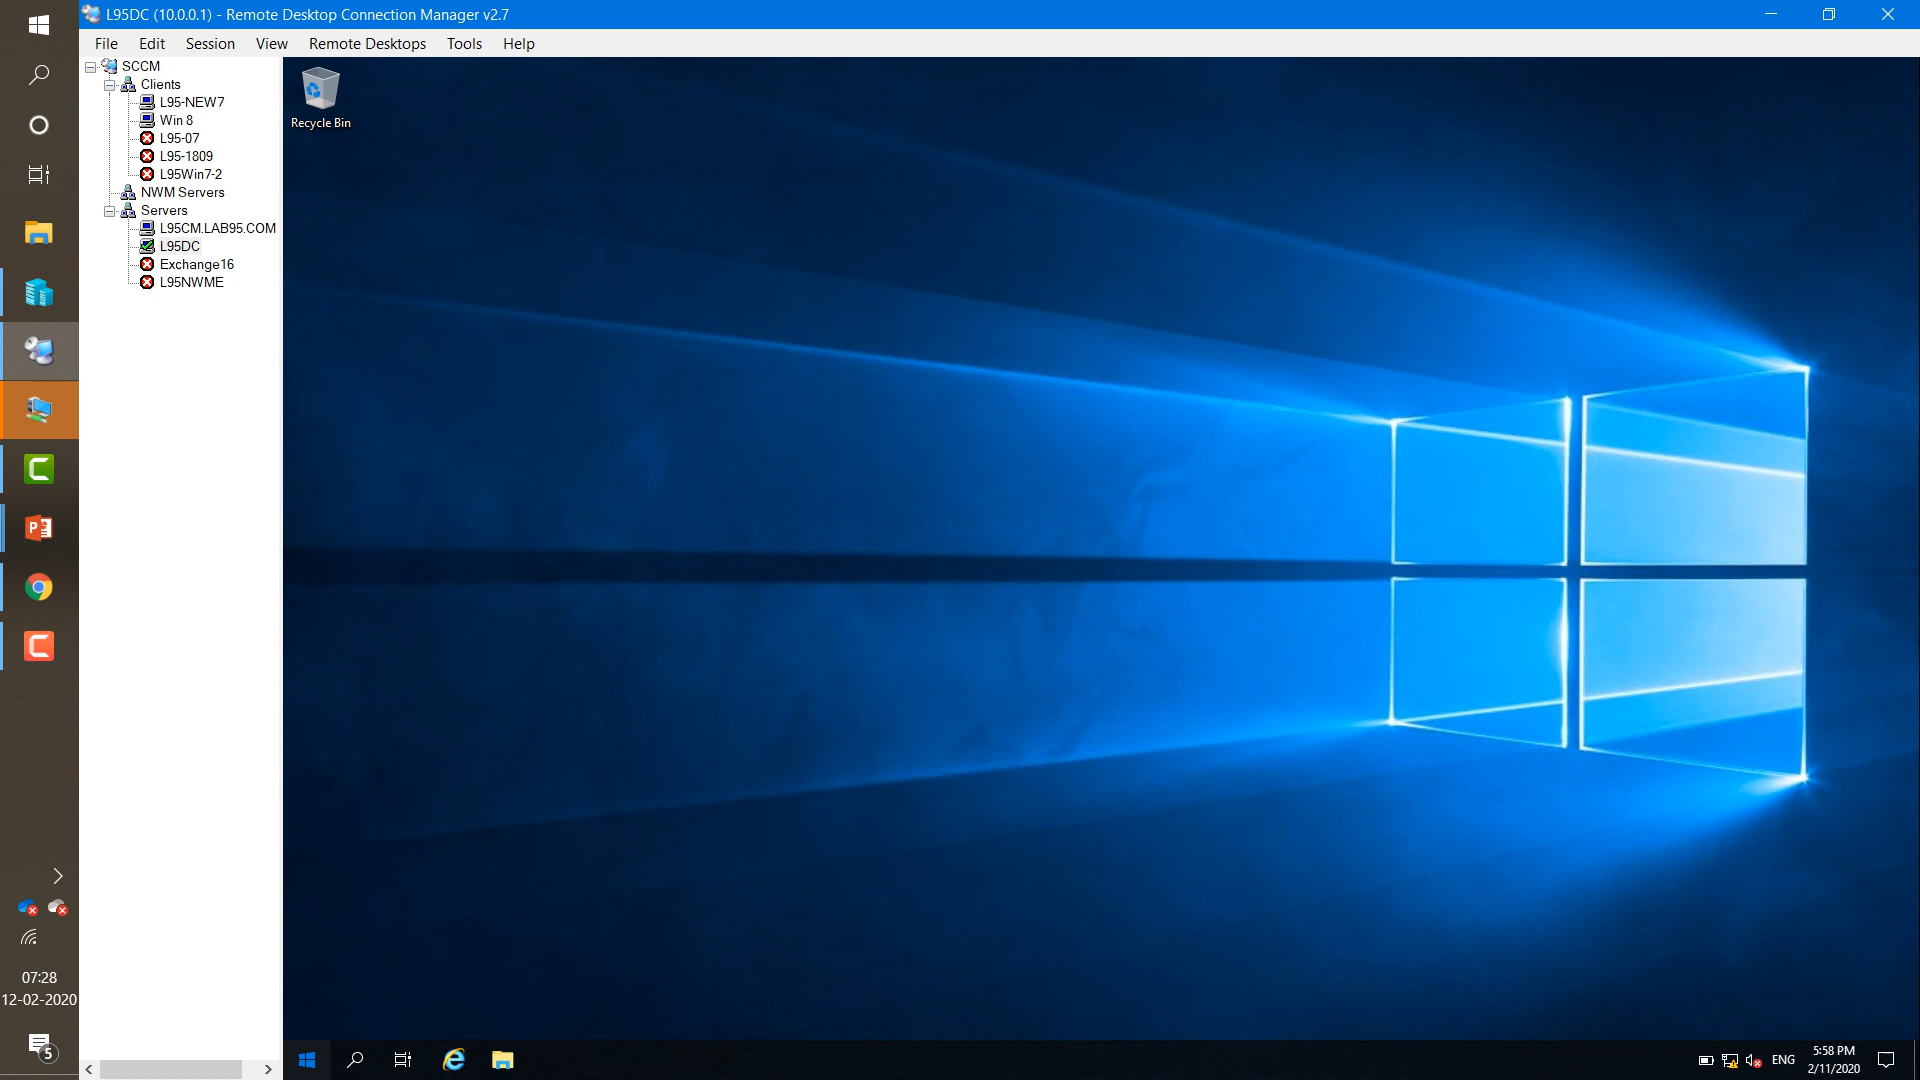 L95DC (10.0.0.1) - Remote Desktop Connection Manager v2.7
File Edit Session View Remote Desktops Tools Help
SCCM
Clients
L95-NEW7
Win 8
L95-07
L95-1809
L95Win7-2
NWM Servers
Servers
L95CM.LAB95.COM
L95DC
Exchange16
L95NWME
Recycle Bin
07:28
12-02-2020
5
ENG
5:58 PM
2/11/2020